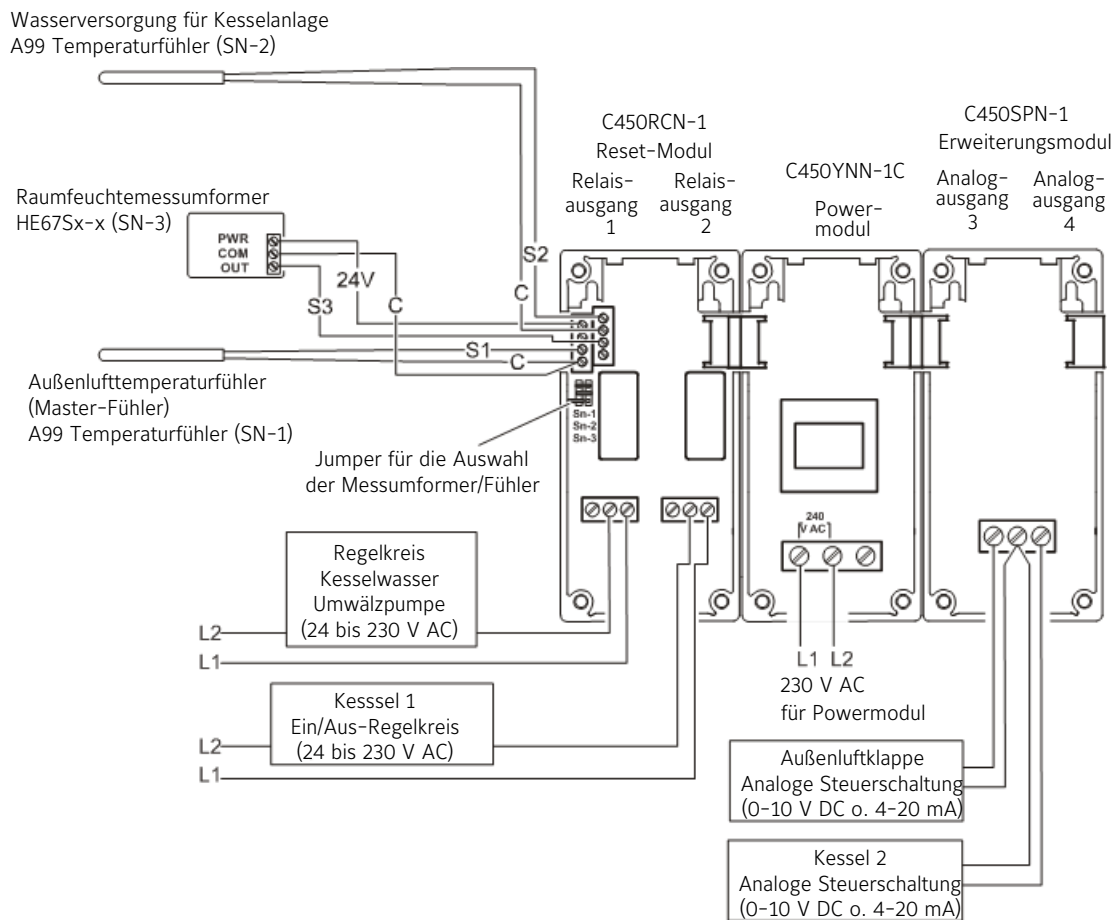 Wasserversorgung für Kesselanlage
A99 Temperaturfühler (SN-2)
C450RCN-1
Reset-Modul
Relais-
ausgang
1
Relais-
ausgang
2
C450YNN-1C
Power-
modul
C450SPN-1
Erweiterungsmodul
Analog-
ausgang
3
Analog-
ausgang
4
Raumfeuchtemessumformer
HE67Sx-x (SN-3)
PWR
COM
OUT
24V
S3
C
S2
C
S1
C
Außenlufttemperaturfühler
(Master-Fühler)
A99 Temperaturfühler (SN-1)
Sn-1
Sn-2
Sn-3
Jumper für die Auswahl
der Messumformer/Fühler
240
V AC
Regelkreis
Kesselwasser
Umwälzpumpe
(24 bis 230 V AC)
L2
L1
Kesssel 1
Ein/Aus-Regelkreis
(24 bis 230 V AC)
L2
L1
L1 L2
230 V AC
für Powermodul
Außenluftklappe
Analoge Steuerschaltung
(0-10 V DC o. 4-20 mA)
Kessel 2
Analoge Steuerschaltung
(0-10 V DC o. 4-20 mA)